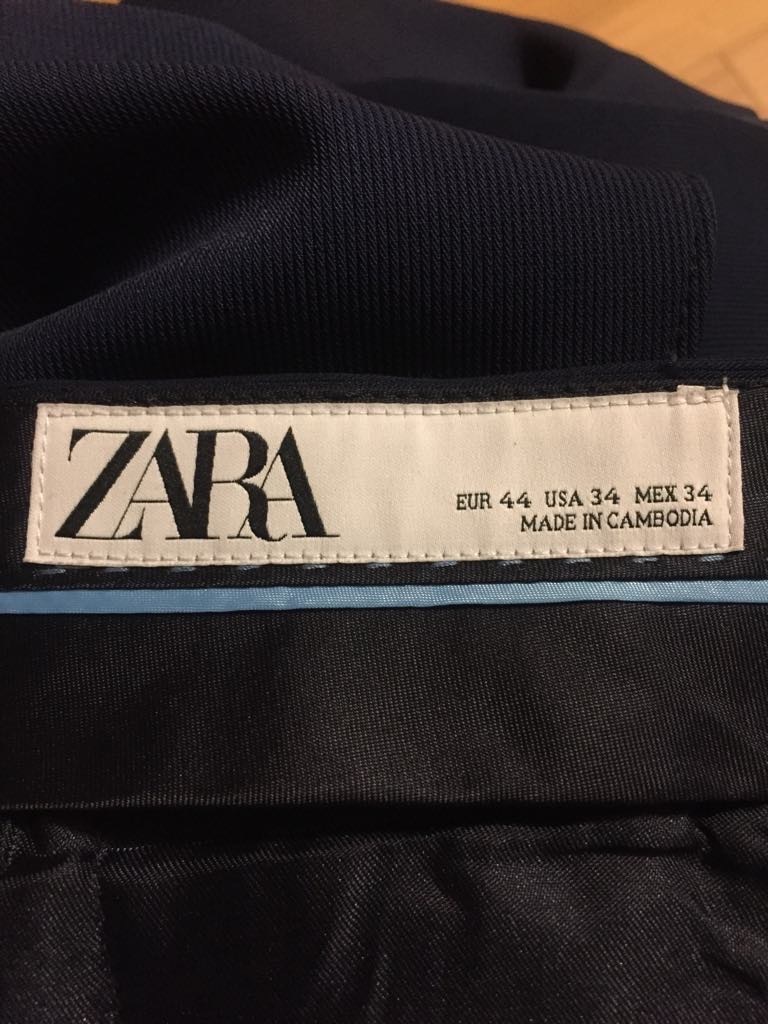 ZARA
EUR 44 USA 34 MEX 34
MADE IN CAMBODIA